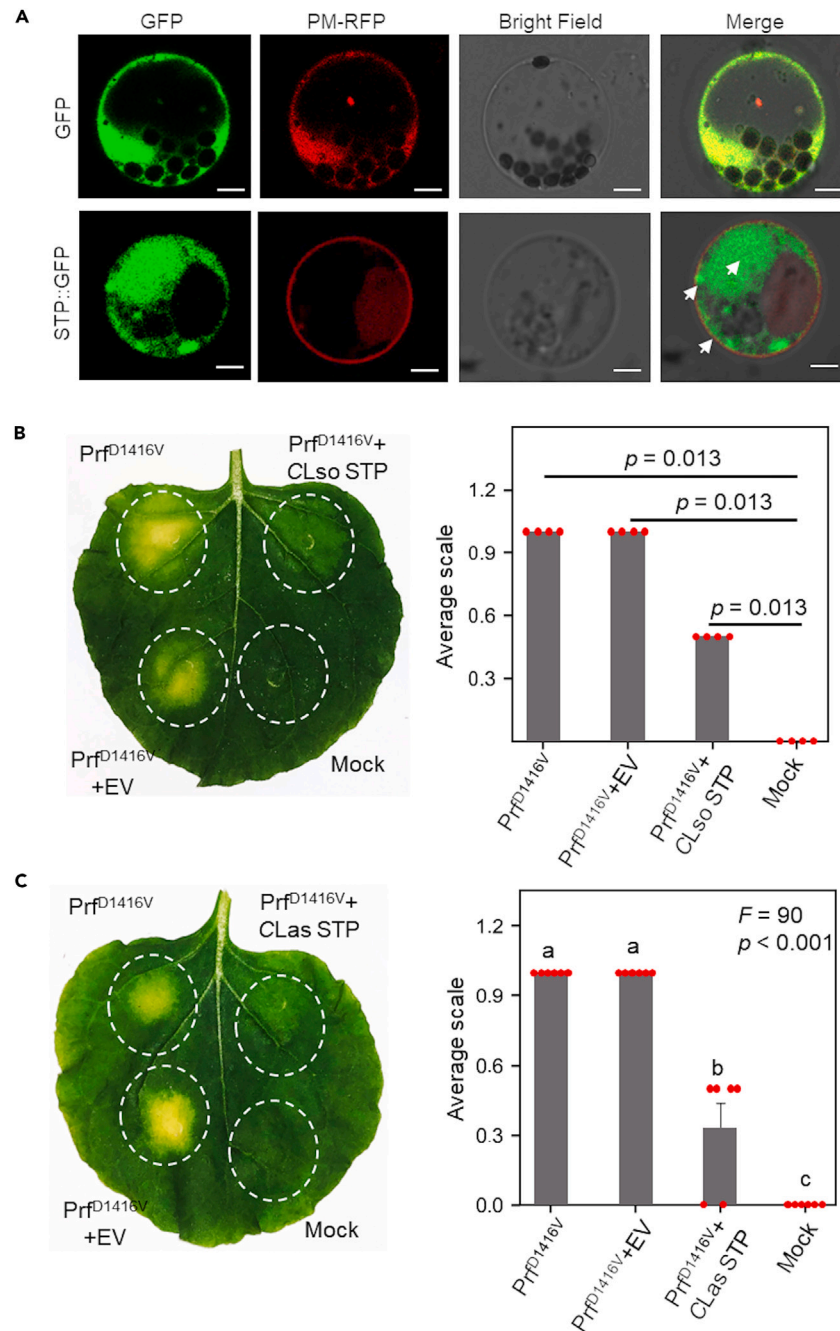 A
GFP PM-RFP Bright Field Merge
GFP
STP::GFP
B
Prf^D1416V
Prf^D1416V+
CLso STP
Prf^D1416V
+EV
Mock
p = 0.013
p = 0.013
p = 0.013
Average scale
1.2
0.9
0.6
0.3
Prf^D1416V
Prf^D1416V+EV
Prf^D1416V+
CLso STP
Mock
C
Prf^D1416V
Prf^D1416V+
CLas STP
Prf^D1416V
+EV
Mock
F = 90
p < 0.001
a
a
b
c
Average scale
1.2
0.9
0.6
0.3
0.0
Prf^D1416V
Prf^D1416V+EV
Prf^D1416V+
CLas STP
Mock